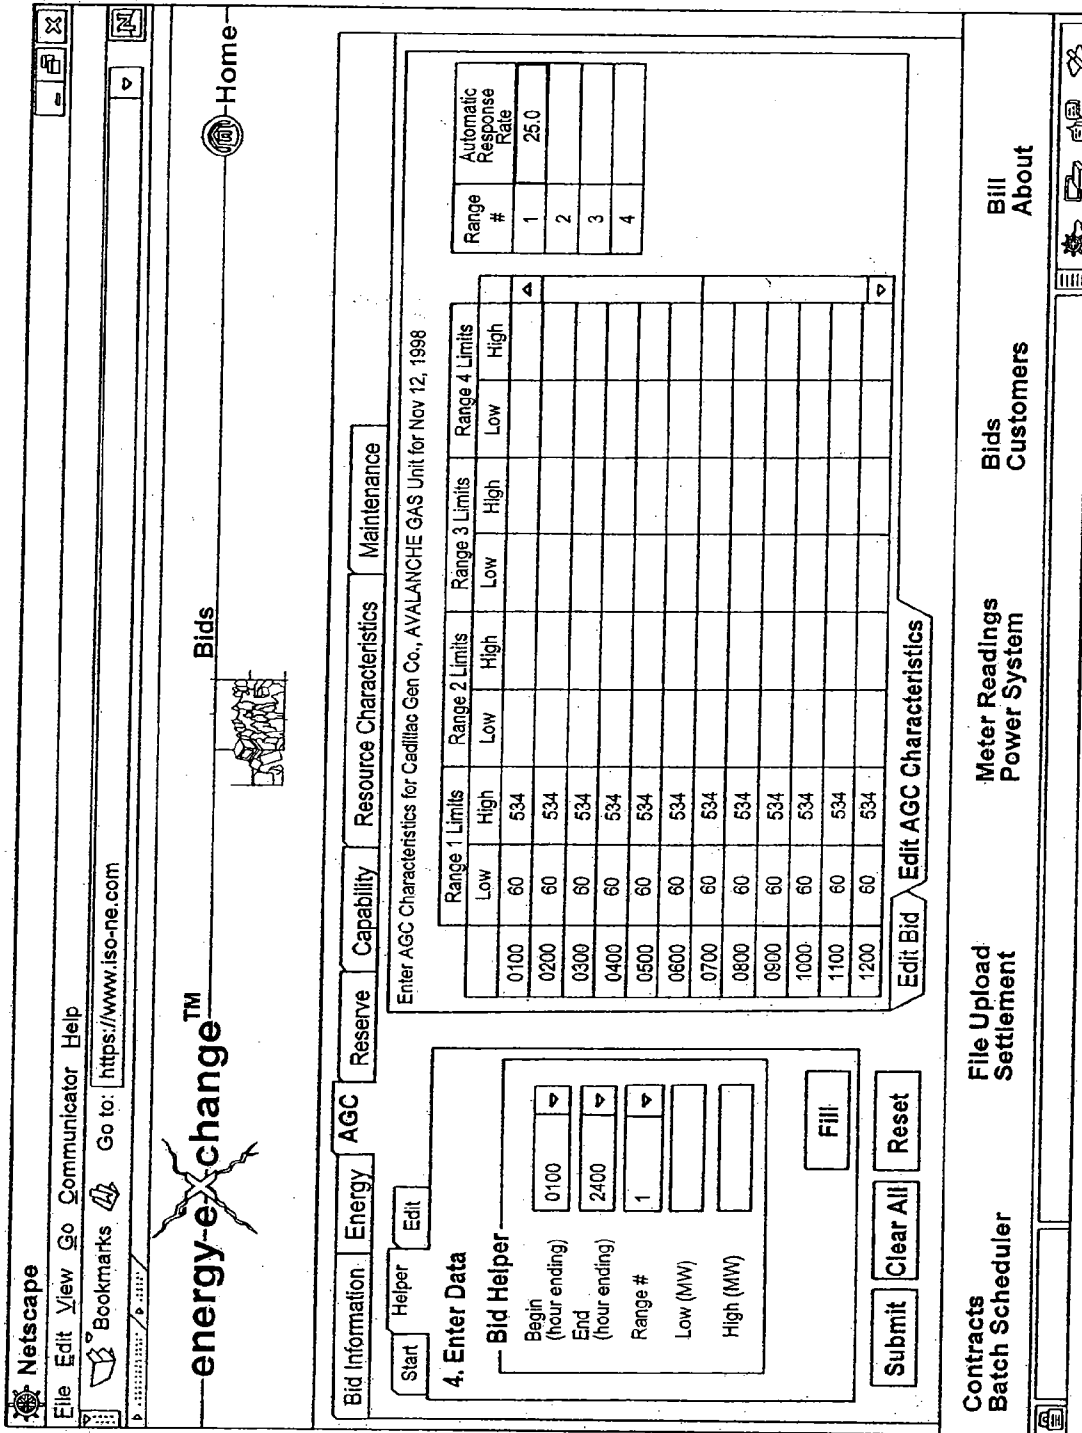 Netscape
File Edit View Go Communicator Help
Bookmarks Go to: https://www.iso-ne.com
N
energy-eXchange™
Bids
Home
Bid Information Energy AGC Reserve Capability Resource Characteristics Maintenance
Start Helper Edit
4. Enter Data
Bid Helper
Begin
(hour ending) 0100
End
(hour ending) 2400
Range # 1
Low (MW)
High (MW)
Fill
Submit Clear All Reset
Enter AGC Characteristics for Cadillac Gen Co., AVALANCHE GAS Unit for Nov 12, 1998
Range 1 Limits Range 2 Limits Range 3 Limits Range 4 Limits
Low High Low High Low High Low High
0100 60 534
0200 60 534
0300 60 534
0400 60 534
0500 60 534
0600 60 534
0700 60 534
0800 60 534
0900 60 534
1000 60 534
1100 60 534
1200 60 534
Range
#
Automatic
Response
Rate
1 25.0
2
3
4
Edit Bid Edit AGC Characteristics
Contracts File Upload Meter Readings Bids Bill
Batch Scheduler Settlement Power System Customers About